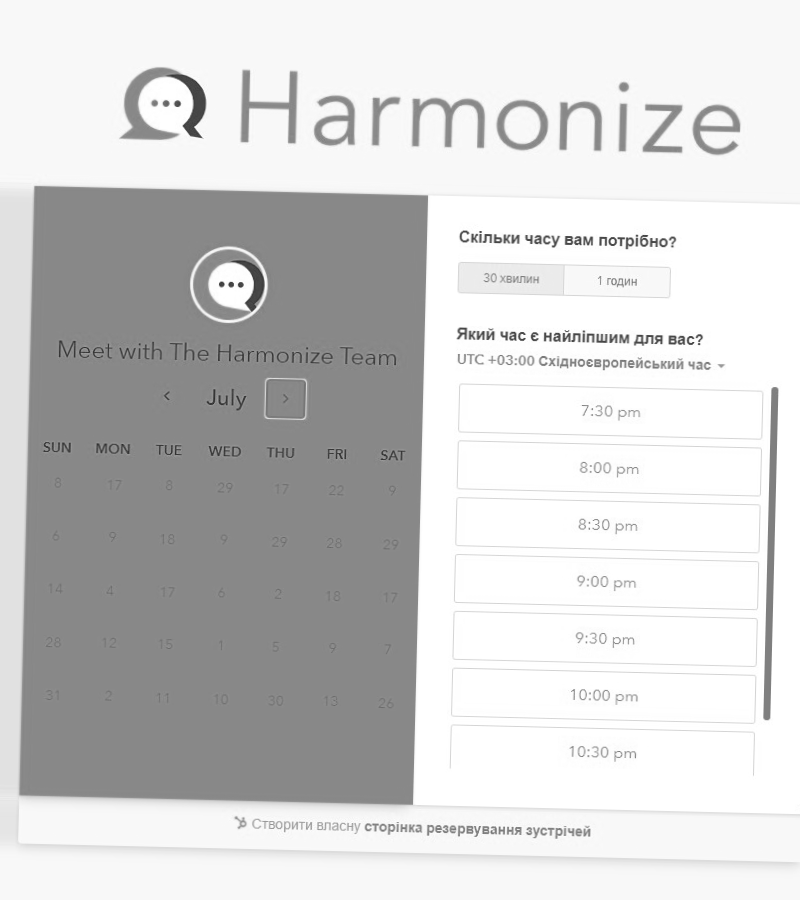 Harmonize
Meet with The Harmonize Team
July
SUN MON TUE WED THU FRI SAT
8 17 8 29 17 22 9
6 9 18 9 29 28 29
14 4 17 6 2 18 17
28 12 15 1 5 9 7
31 2 11 10 30 13 26
Скільки часу вам потрібно?
30 хвилин 1 годин
Який час є найліпшим для вас?
UTC +03:00 Східноєвропейський час
7:30 pm
8:00 pm
8:30 pm
9:00 pm
9:30 pm
10:00 pm
10:30 pm
Створити власну сторінка резервування зустрічей